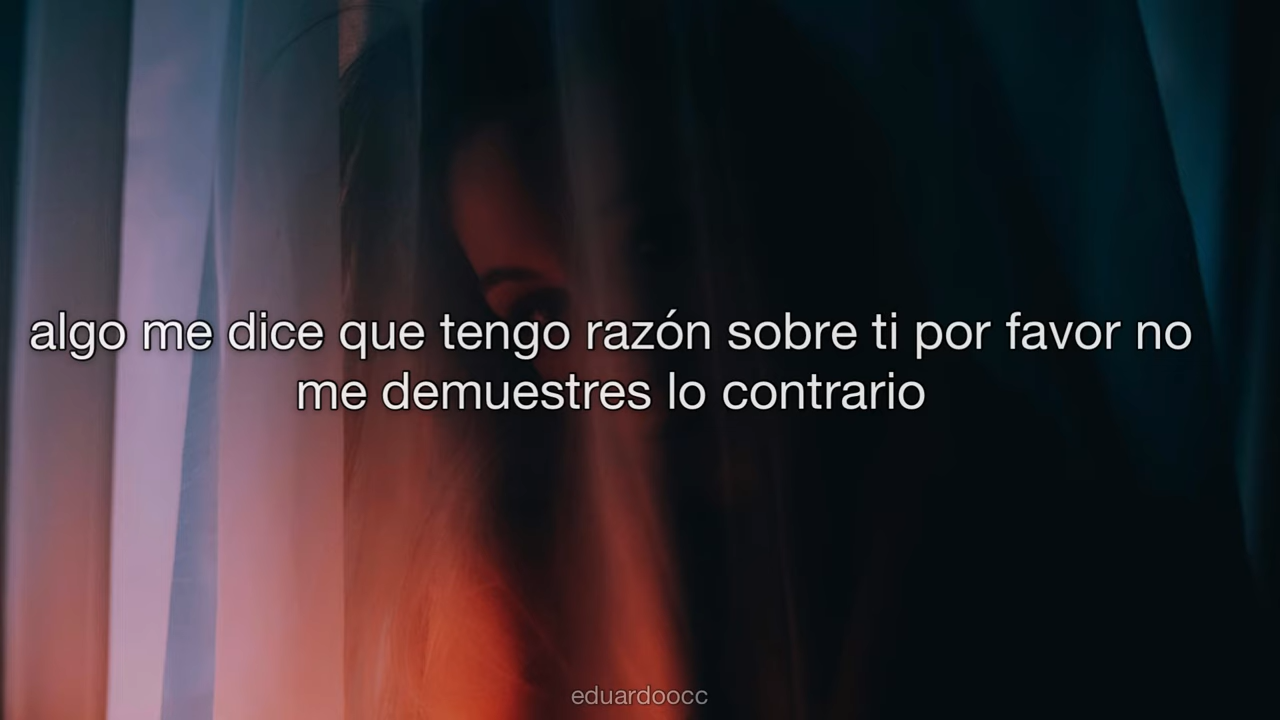 algo me dice que tengo razón sobre ti por favor no
me demuestres lo contrario
eduardoocc